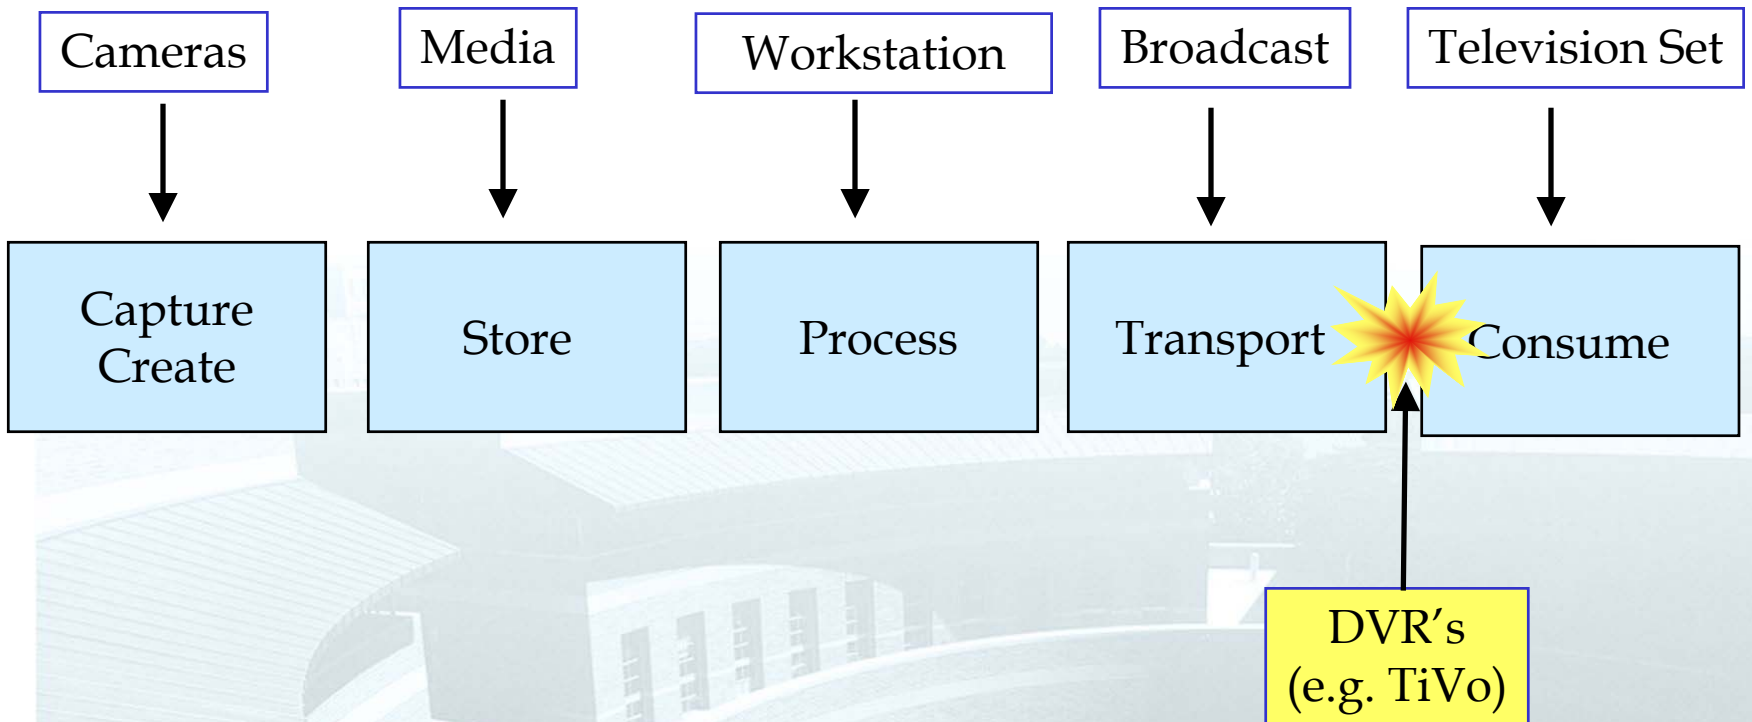 Cameras
Media
Workstation
Broadcast
Television Set
Capture
Create
Store
Process
Transport
Consume
DVR's
(e.g. TiVo)